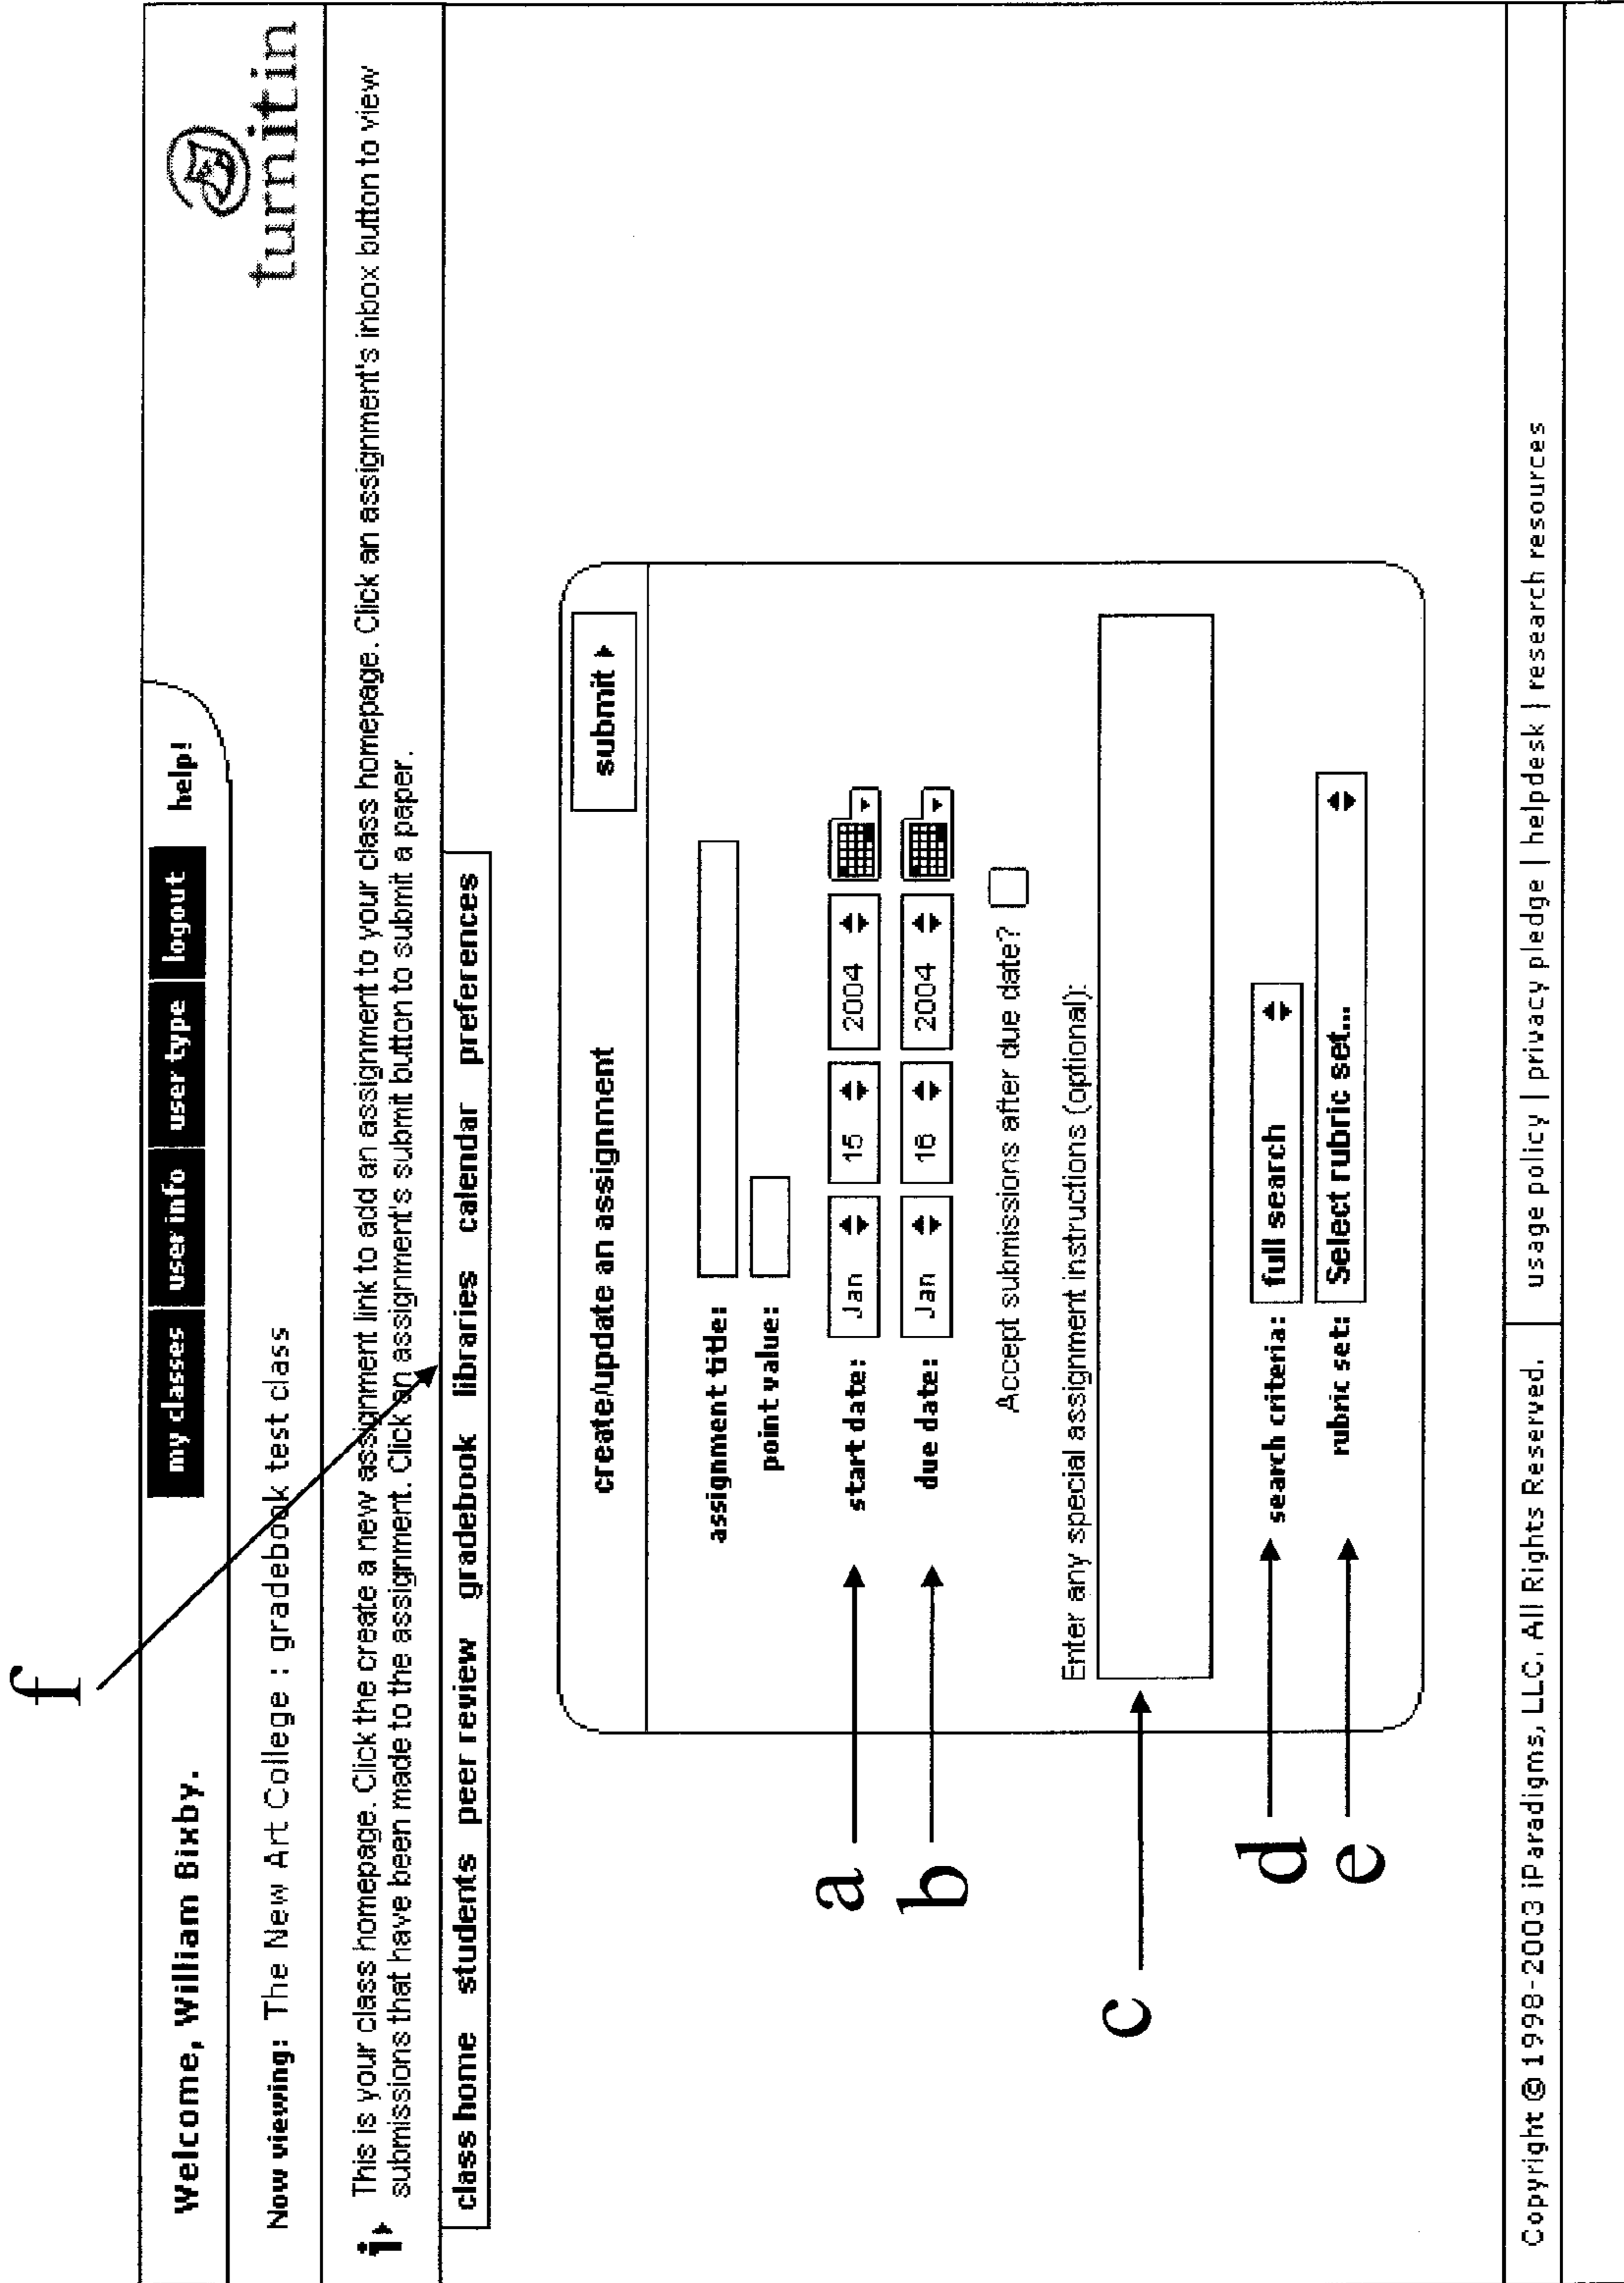 f
Welcome, William Bixby.
my classes user info user type logout help!
turnitin
Now viewing: The New Art College : gradebook test class
i This is your class homepage. Click the create a new assignment link to add an assignment to your class homepage. Click an assignment's inbox button to view
submissions that have been made to the assignment. Click an assignment's submit button to submit a paper.
class home students peer review gradebook libraries calendar preferences
create/update an assignment submit
assignment title:
point value:
a start date: Jan 15 2004
b due date: Jan 16 2004
Accept submissions after due date?
Enter any special assignment instructions (optional):
c
d search criteria: full search
e rubric set: Select rubric set...
Copyright © 1998-2003 iParadigns, LLC. All Rights Reserved. usage policy | privacy pledge | helpdesk | research resources